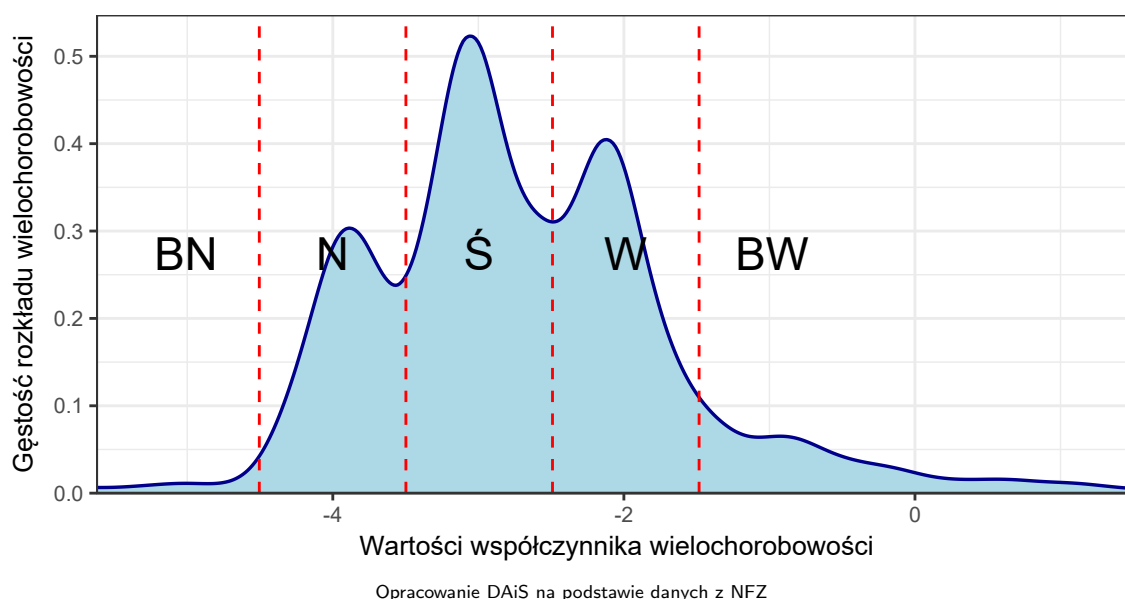 Gęstość rozkładu wielochorobowości
0.5
0.4
0.3
0.2
0.1
0.0
BN N Ś W BW
-4 -2 0
Wartości współczynnika wielochorobowości
Opracowanie DAiS na podstawie danych z NFZ